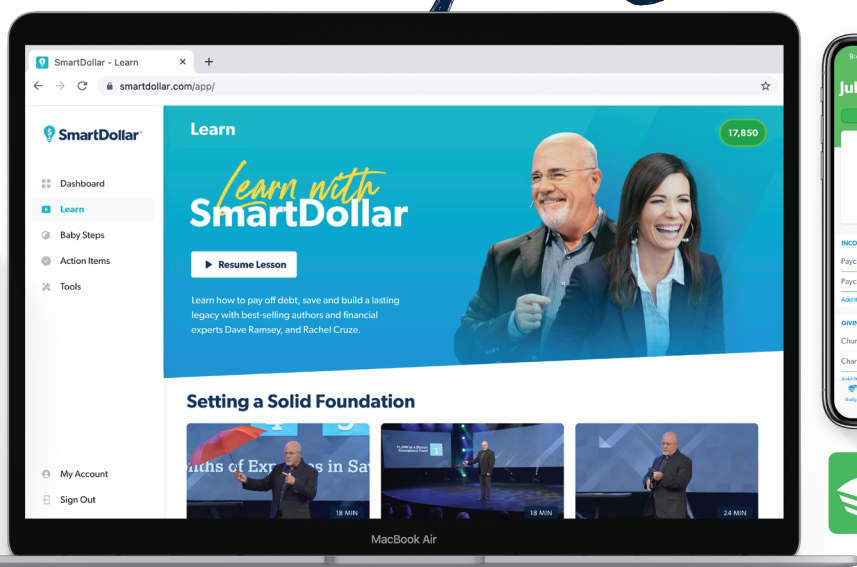 SmartDollar - Learn
smartdollar.com/app/
SmartDollar
Dashboard
Learn
Baby Steps
Action Items
Tools
My Account
Sign Out
Learn
17,850
Learn with
SmartDollar
Resume Lesson
Learn how to pay off debt, save and build a lasting
legacy with best-selling authors and financial
experts Dave Ramsey, and Rachel Cruze.
Setting a Solid Foundation
18 MIN
18 MIN
24 MIN
MacBook Air